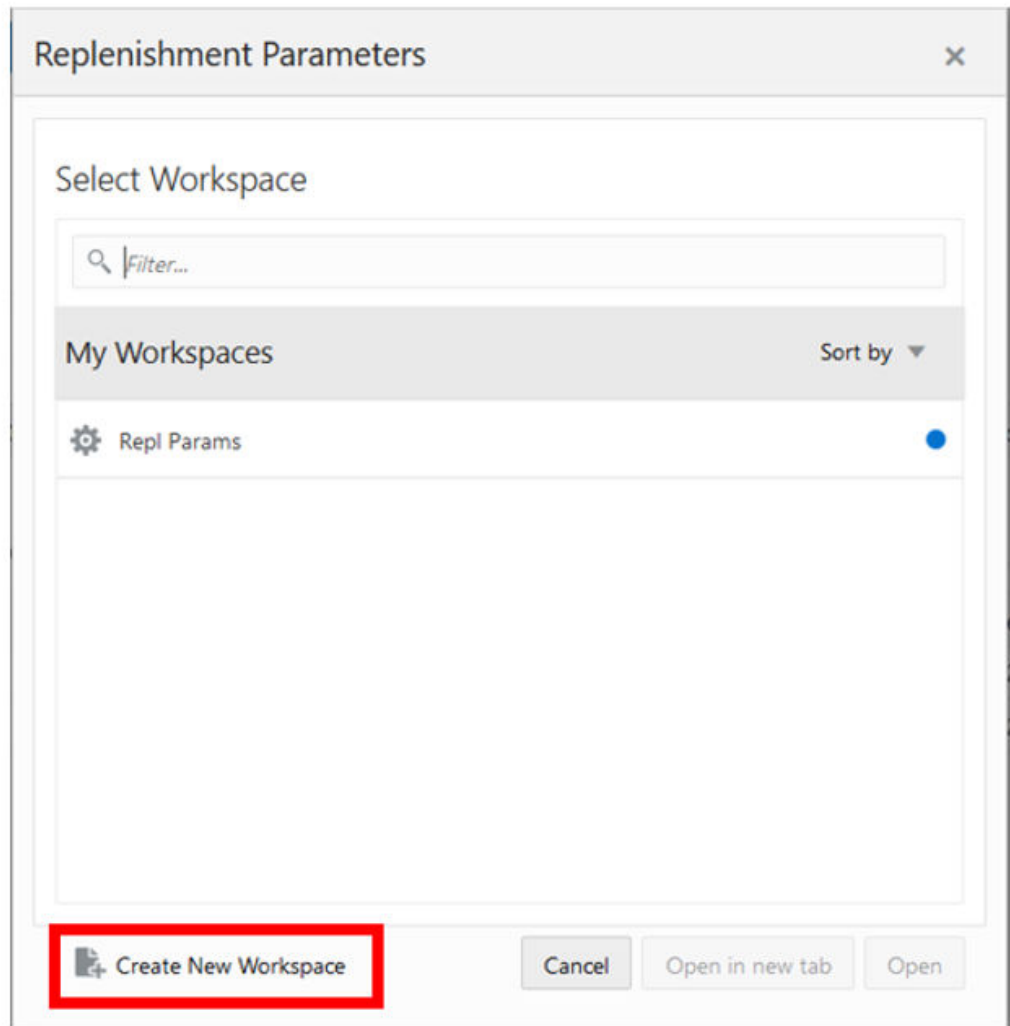 Replenishment Parameters
Select Workspace
Filter...
My Workspaces
Sort by
Repl Params
Create New Workspace
Cancel
Open in new tab
Open